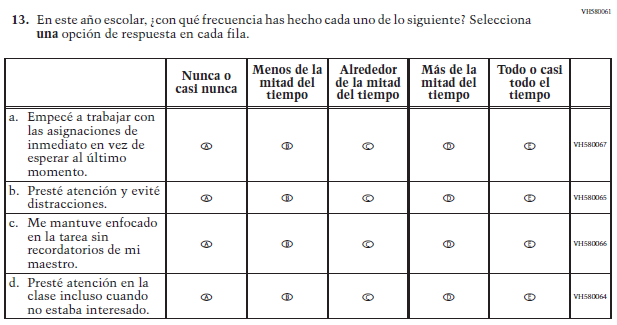 VH580061
13. En este año escolar, ¿con qué frecuencia has hecho cada uno de lo siguiente? Selecciona
una opción de respuesta en cada fila.
Nunca o
casi nunca
Menos de la
mitad del
tiempo
Alrededor
de la mitad
del tiempo
Más de la
mitad del
tiempo
Todo o casi
todo el
tiempo
a. Empecé a trabajar con
las asignaciones de
inmediato en vez de
esperar al último
momento.
A B C D E VH580067
b. Presté atención y evité
distracciones.
A B C D E VH580065
c. Me mantuve enfocado
en la tarea sin
recordatorios de mi
maestro.
A B C D E VH580066
d. Presté atención en la
clase incluso cuando
no estaba interesado.
A B C D E VH580064